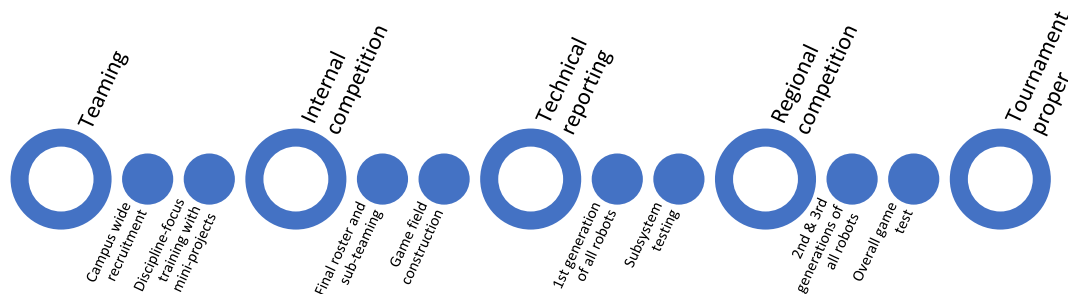 Teaming
Campus wide
recruitment
Discipline-focus
training with
mini-projects
Internal
competition
Final roster and
sub-teaming
Game field
construction
Technical
reporting
1st generation
of all robots
Subsystem
testing
Regional
competition
2nd & 3rd
generations of
all robots
Overall game
test
Tournament
proper